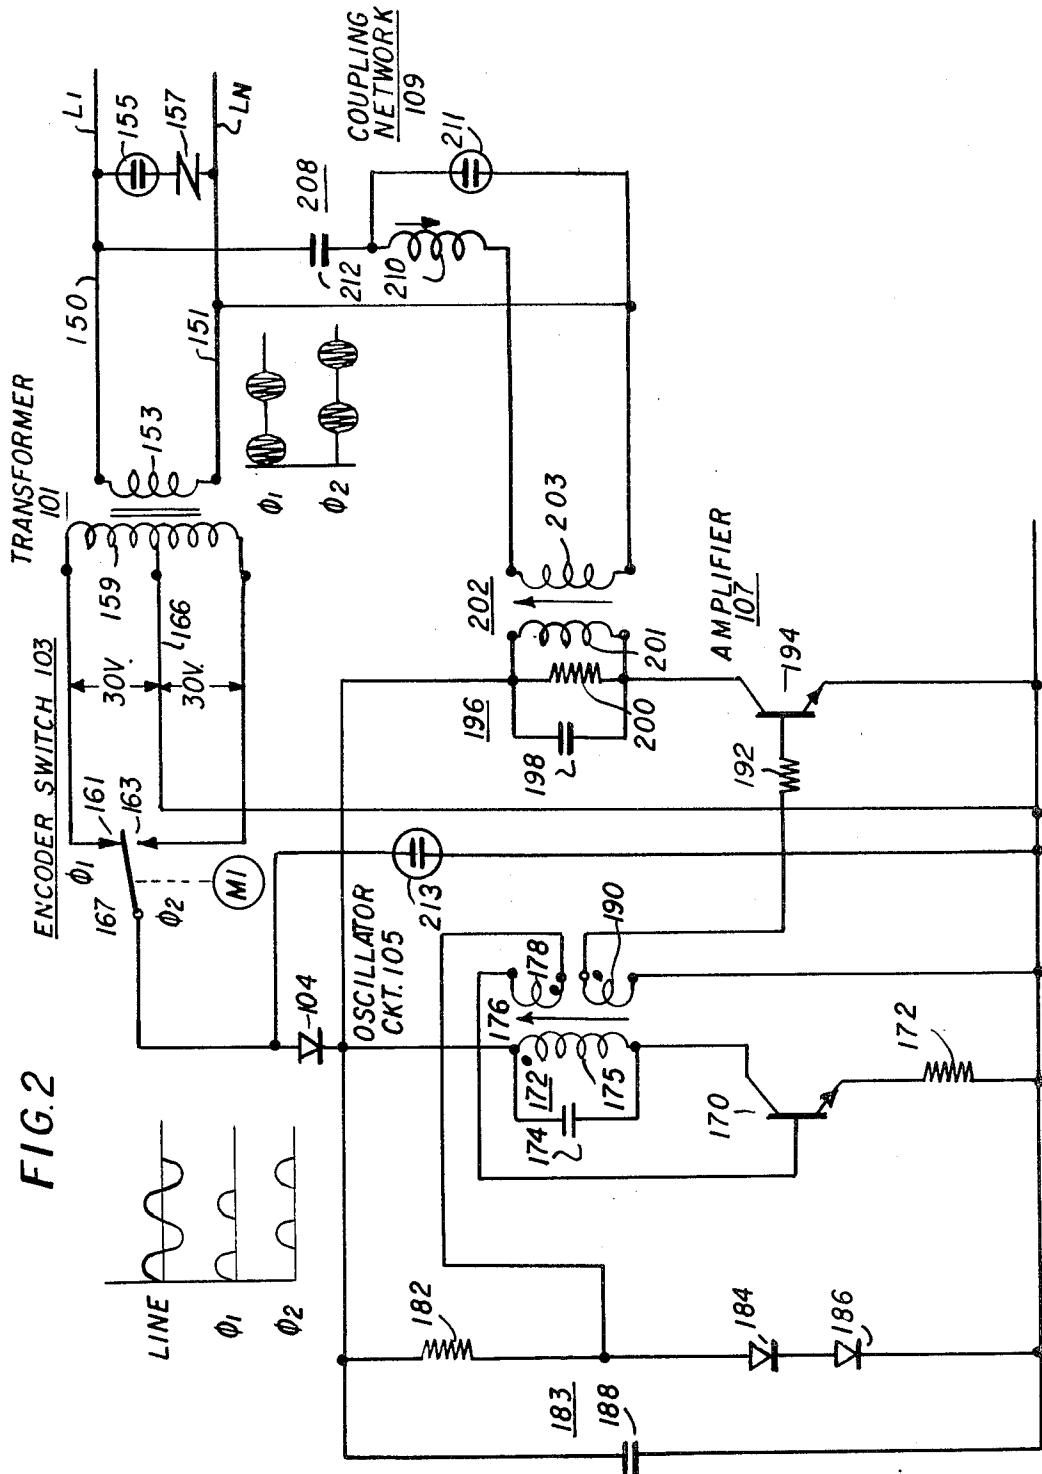 FIG. 2
LINE
Φ1
Φ2
ENCODER SWITCH 103
TRANSFORMER
101
Φ1
161
167
163
Φ2
M1
30V.
30V.
159
166
153
150
151
L1
LN
155
157
Φ1
Φ2
208
212
210
211
COUPLING
NETWORK
109
104
OSCILLATOR
CKT. 105
213
176
178
172
175
174
190
170
172
182
183
188
184
186
196
198
200
201
202
203
192
194
AMPLIFIER
107